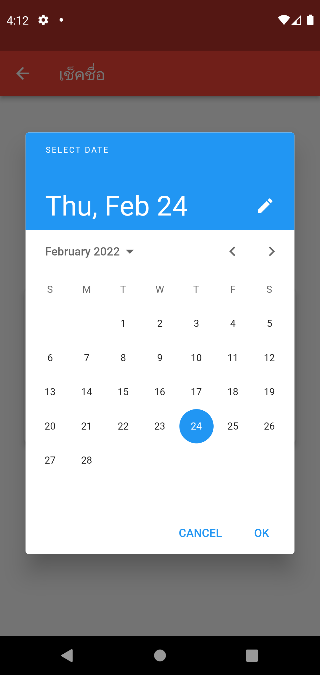 4:12
เช็คชื่อ
SELECT DATE
Thu, Feb 24
February 2022
S M T W T F S
1 2 3 4 5
6 7 8 9 10 11 12
13 14 15 16 17 18 19
20 21 22 23 24 25 26
27 28
CANCEL OK